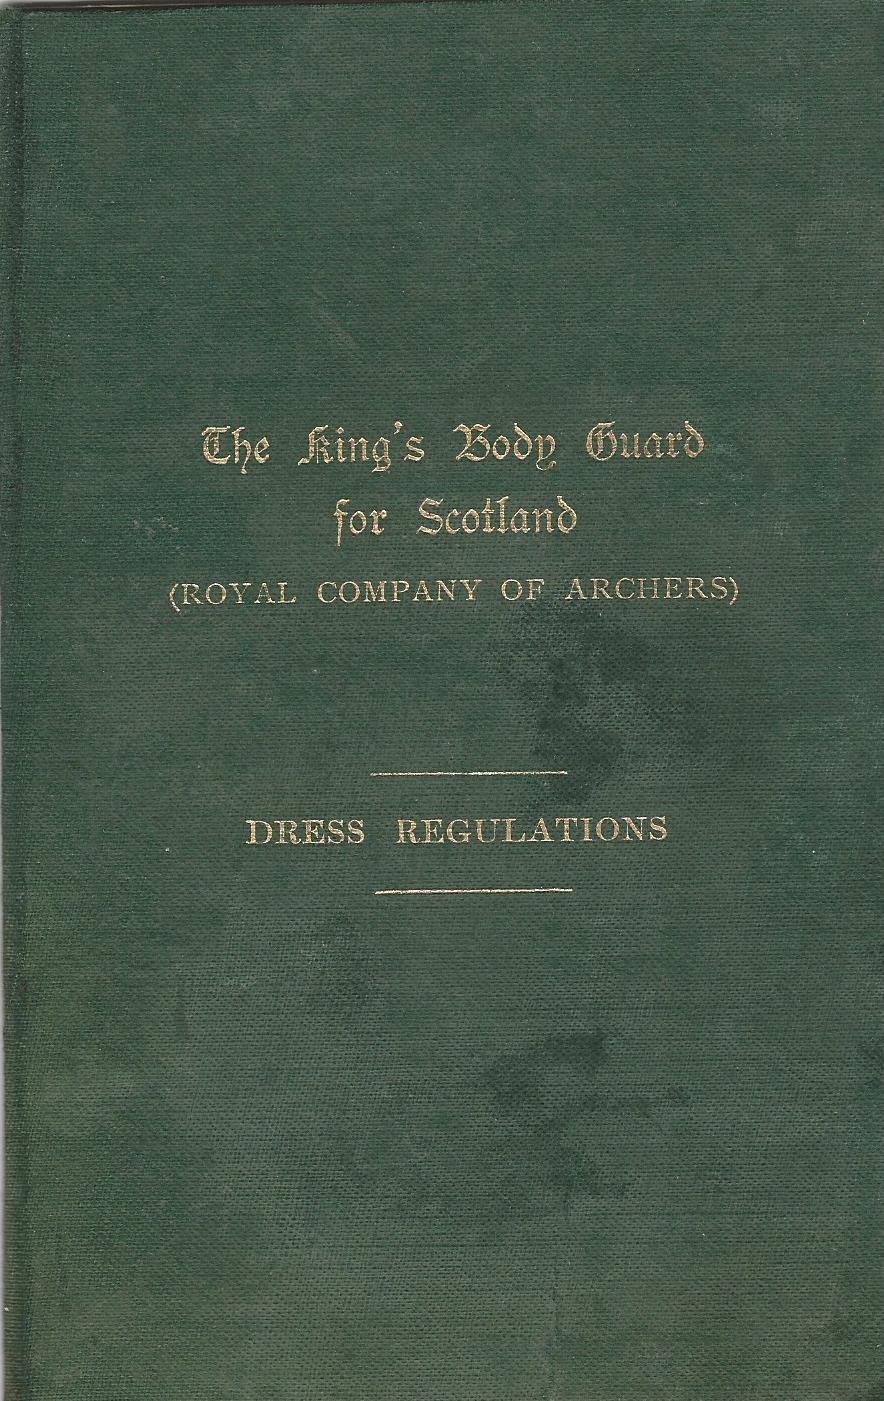 The King's Body Guard
for Scotland
(ROYAL COMPANY OF ARCHERS)
DRESS REGULATIONS